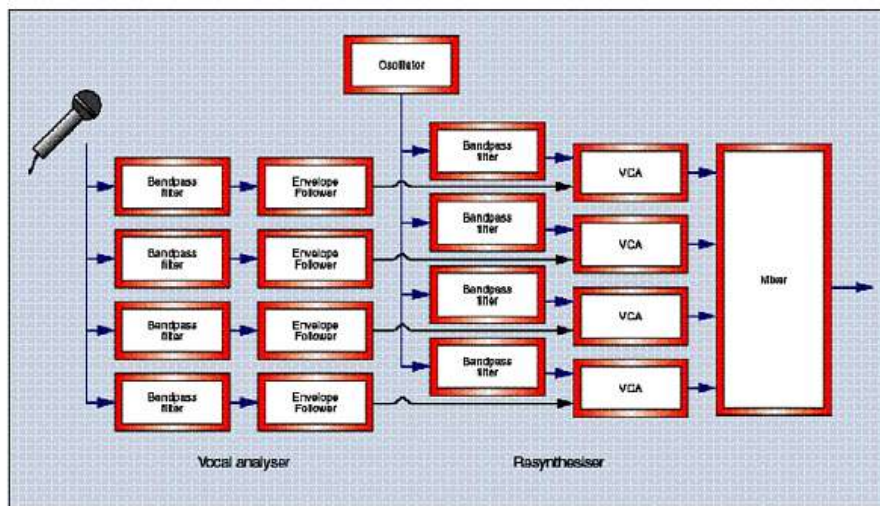 Oscillator
Bandpass
filter
VCA
Bandpass
filter
Envelope
Follower
Bandpass
filter
VCA
Bandpass
filter
Envelope
Follower
Mixer
Bandpass
filter
VCA
Bandpass
filter
Envelope
Follower
Bandpass
filter
VCA
Bandpass
filter
Envelope
Follower
Vocal analyser
Resynthesiser